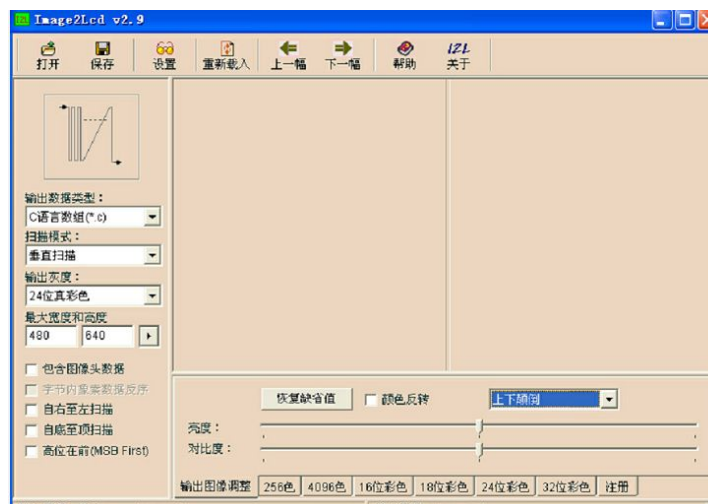 Image2Lcd v2.9
打开 保存 设置 重新载入 上一幅 下一幅 帮助 关于
输出数据类型：
C语言数组(*.c)
扫描模式：
垂直扫描
输出灰度：
24位真彩色
最大宽度和高度
480 640
包含图像头数据
字节内象素数据反序
自右至左扫描
自底至顶扫描
高位在前(MSB First)
恢复缺省值 颜色反转 上下颠倒
亮度：
对比度：
输出图像调整 256色 4096色 16位彩色 18位彩色 24位彩色 32位彩色 注册